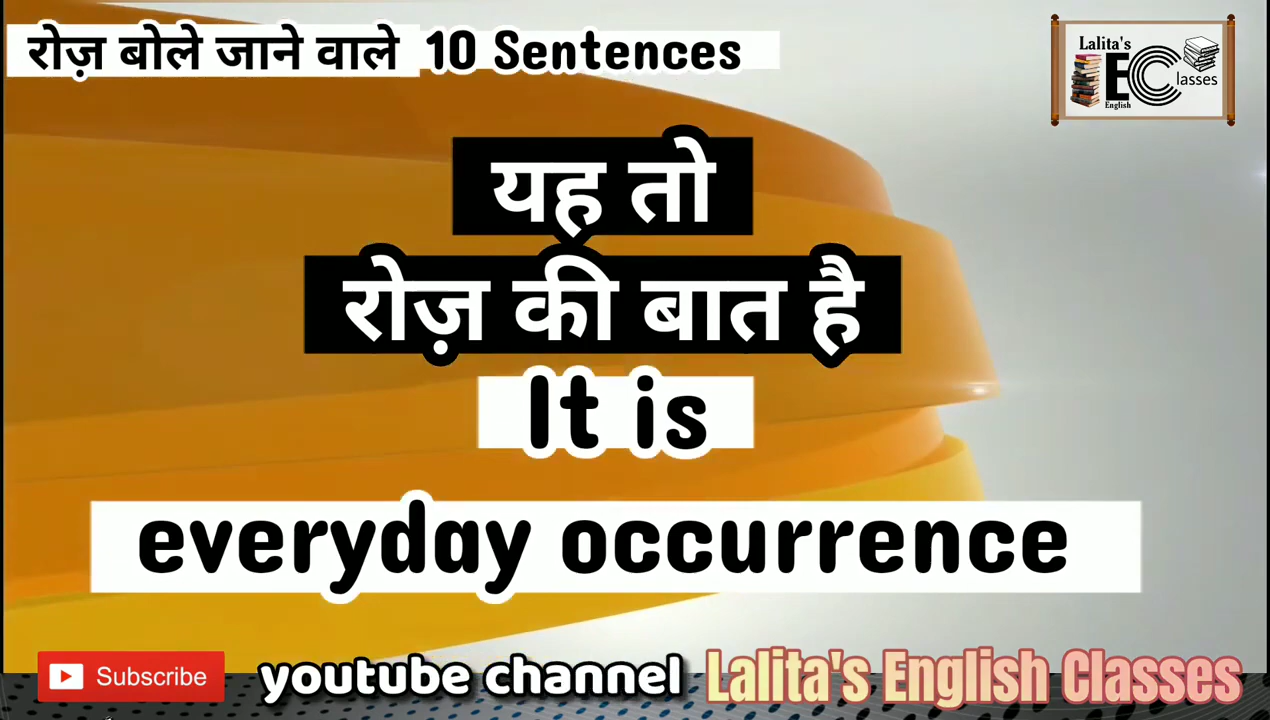 रोज़ बोले जाने वाले 10 Sentences
Lalita's
EC lasses
English
यह तो
रोज़ की बात है
It is
everyday occurrence
Subscribe youtube channel Lalita's English Classes